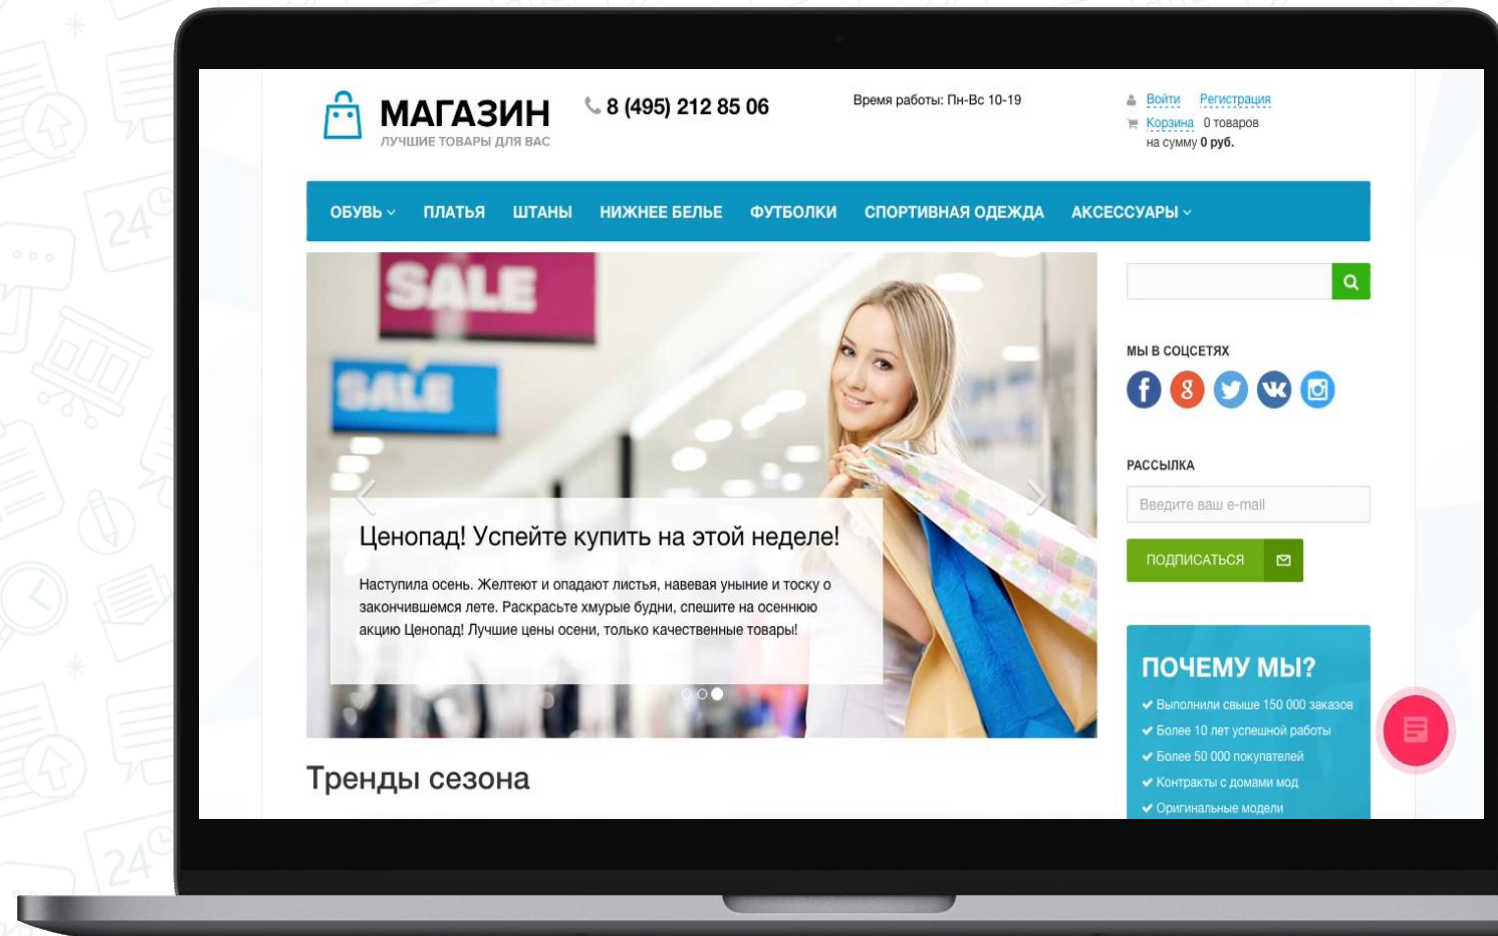 МАГАЗИН
ЛУЧШИЕ ТОВАРЫ ДЛЯ ВАС
8 (495) 212 85 06
Время работы: Пн-Вс 10-19
Войти Регистрация
Корзина 0 товаров
на сумму 0 руб.
ОБУВЬ ПЛАТЬЯ ШТАНЫ НИЖНЕЕ БЕЛЬЕ ФУТБОЛКИ СПОРТИВНАЯ ОДЕЖДА АКСЕССУАРЫ
SALE
SALE
Ценопад! Успейте купить на этой неделе!
Наступила осень. Желтеют и опадают листья, навевая уныние и тоску о
закончившемся лете. Раскрасьте хмурые будни, спешите на осеннюю
акцию Ценопад! Лучшие цены осени, только качественные товары!
Тренды сезона
МЫ В СОЦСЕТЯХ
РАССЫЛКА
Введите ваш e-mail
ПОДПИСАТЬСЯ
ПОЧЕМУ МЫ?
Выполнили свыше 150 000 заказов
Более 10 лет успешной работы
Более 50 000 покупателей
Контракты с домами мод
Оригинальные модели
24
24